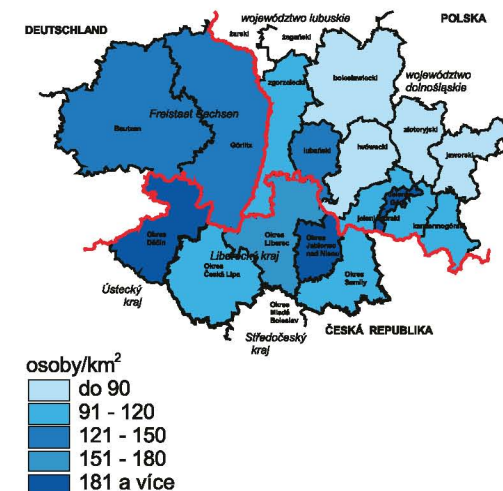 DEUTSCHLAND
województwo lubuskie
POLSKA
żarski
żagański
zgorzelecki
bolesławiecki
województwo
dolnośląskie
Freistaat Sachsen
Bautzen
Görlitz
lubański
lwówecki
złotoryjski
jaworski
jeleniogórski
kamiennogórski
Okres
Děčín
Okres
Liberec
Liberecký kraj
Okres
Jablonec
nad Nisou
Okres
Česká Lípa
Okres
Semily
Ústecký
kraj
Okres
Mladá
Boleslav
Středočeský
kraj
ČESKÁ REPUBLIKA
osoby/km²
do 90
91 - 120
121 - 150
151 - 180
181 a více